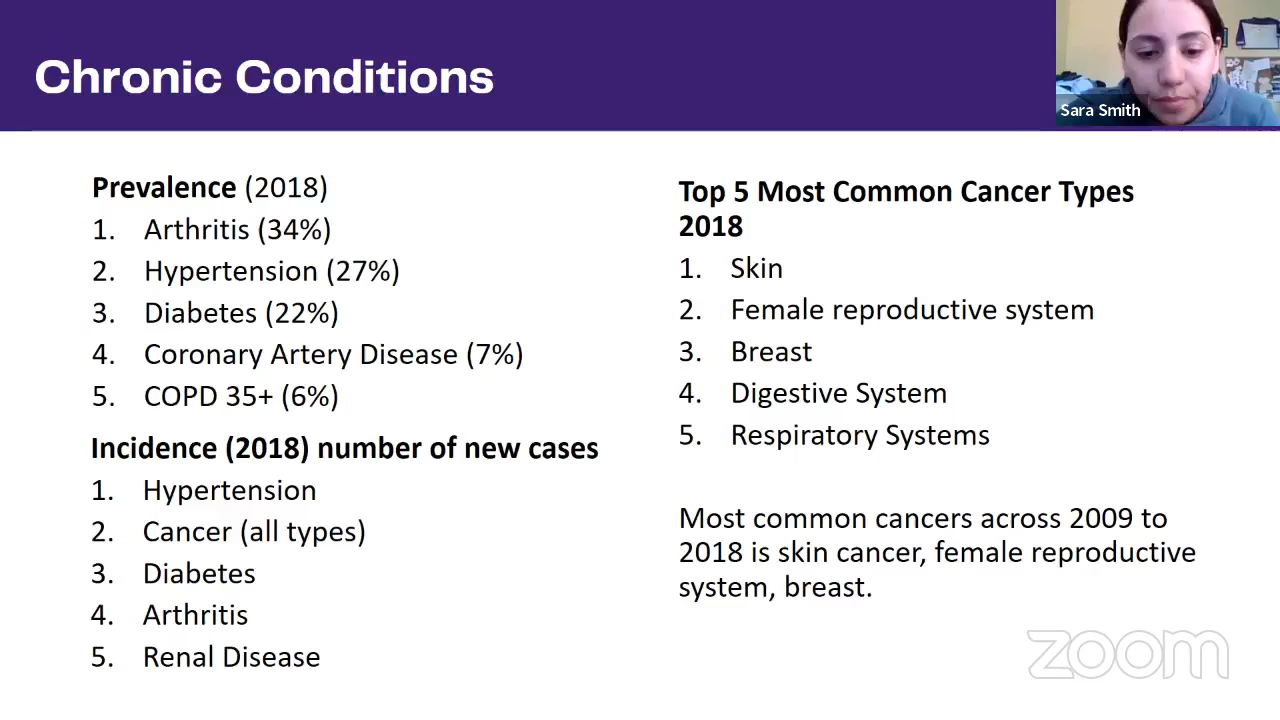 Chronic Conditions
Sara Smith
Prevalence (2018)
1. Arthritis (34%)
2. Hypertension (27%)
3. Diabetes (22%)
4. Coronary Artery Disease (7%)
5. COPD 35+ (6%)
Incidence (2018) number of new cases
1. Hypertension
2. Cancer (all types)
3. Diabetes
4. Arthritis
5. Renal Disease
Top 5 Most Common Cancer Types
2018
1. Skin
2. Female reproductive system
3. Breast
4. Digestive System
5. Respiratory Systems
Most common cancers across 2009 to
2018 is skin cancer, female reproductive
system, breast.
zoom